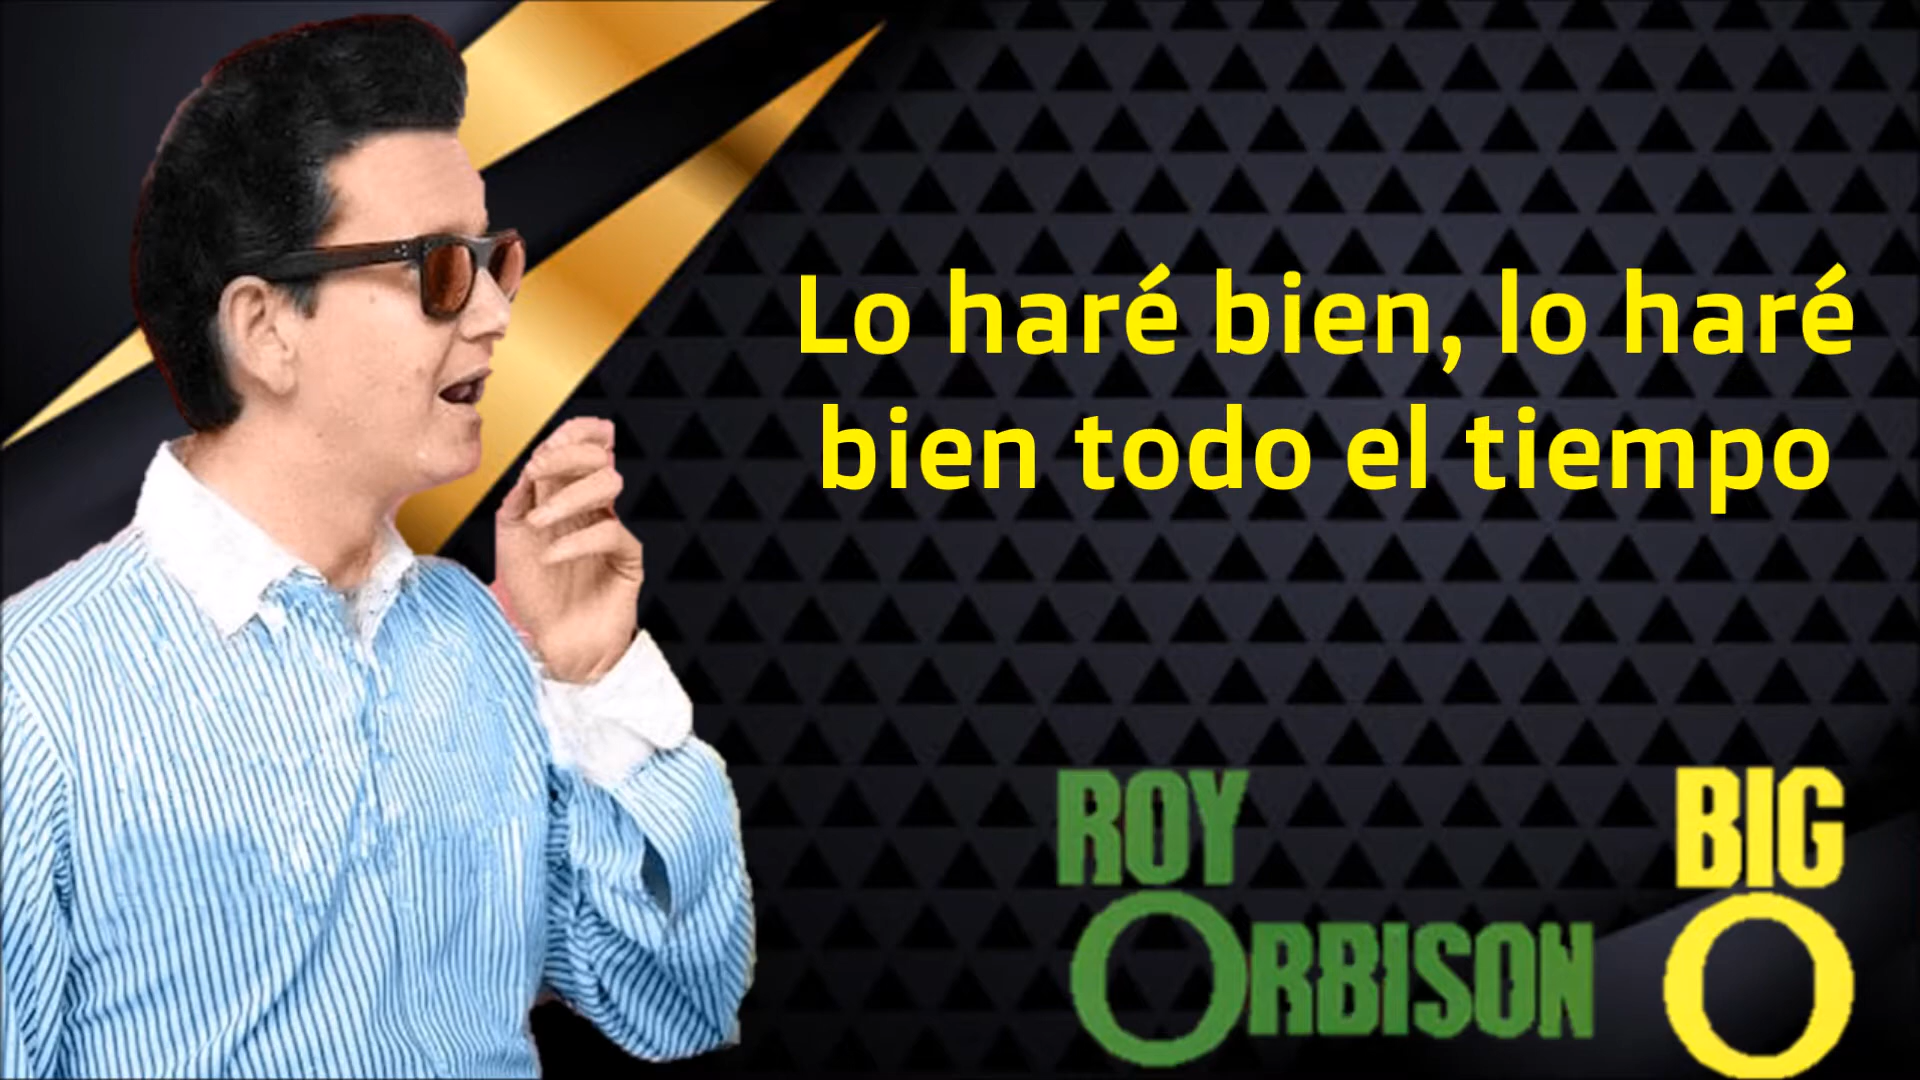 Lo haré bien, lo haré
bien todo el tiempo
ROY
ORBISON
BIG
O